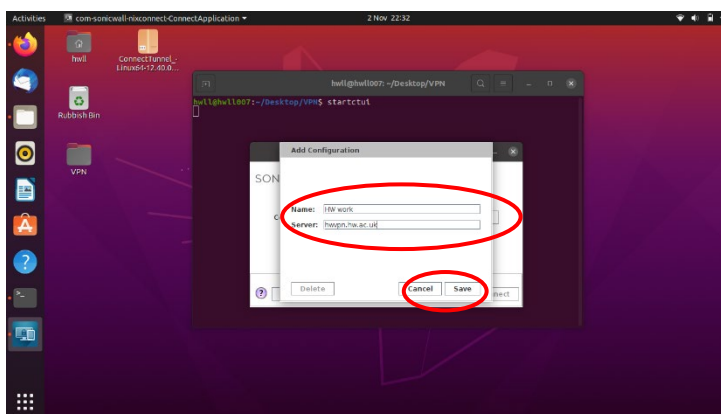 Activities com-sonicwall-nixconnect-ConnectApplication 2 Nov 22:32
hwll
ConnectTunnel_-
Linux64-12.40.0...
Rubbish Bin
VPN
hwll@hwll007: ~/Desktop/VPN
hwll@hwll007:~/Desktop/VPN$ startctui
Add Configuration
SON
Name: HW work
Server: hwvpn.hw.ac.uk
Delete Cancel Save
nect